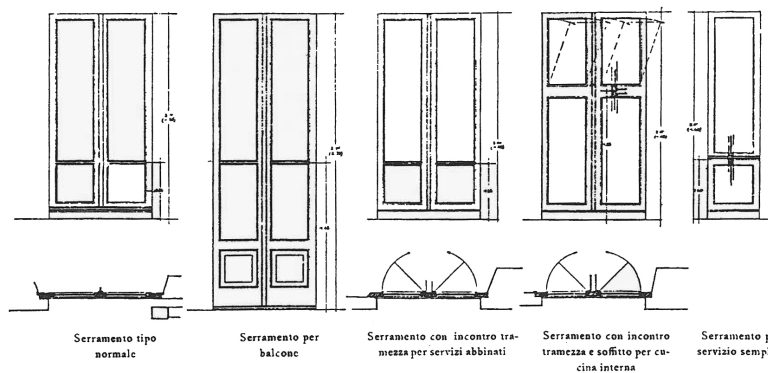 Serramento tipo
normale
Serramento per
balcone
Serramento con incontro tra-
mezza per servizi abbinati
Serramento con incontro
tramezza e soffitto per cu-
cina interna
Serramento p
servizio sempl